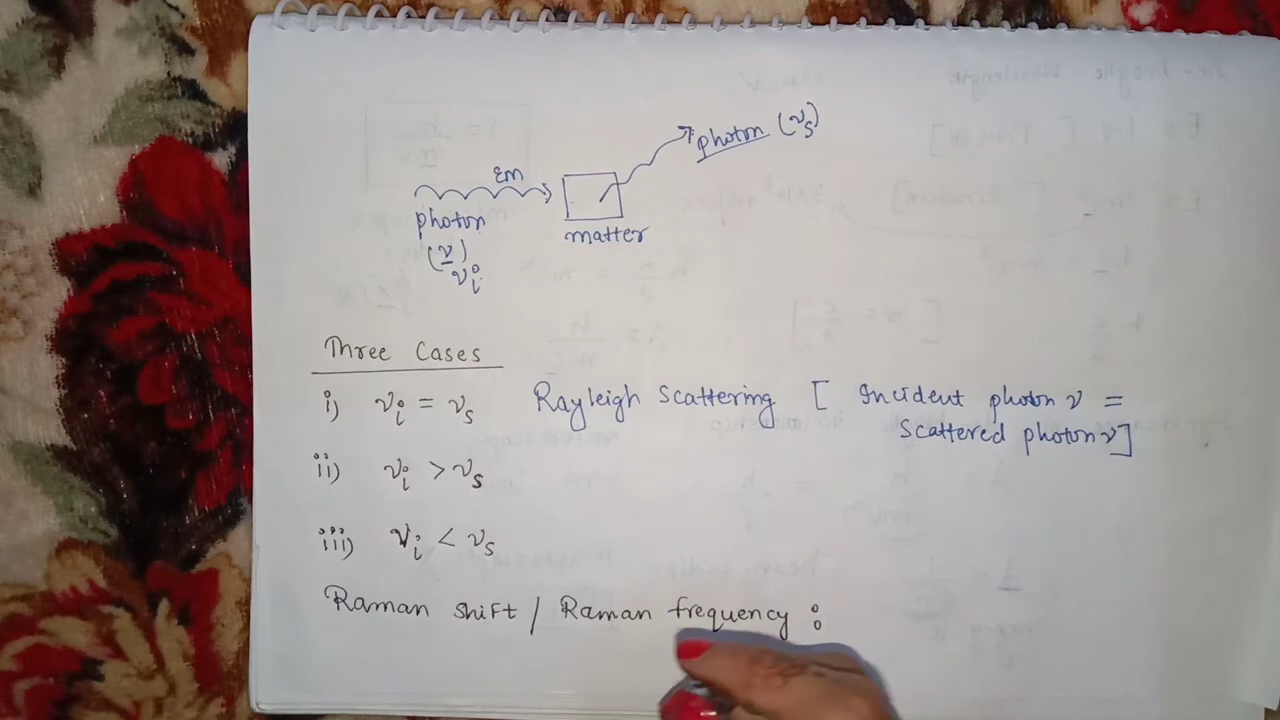 photon (νs)
EM
photon
(ν)
νi
matter
Three Cases
i) νi = νs Rayleigh Scattering [ Incident photon ν =
Scattered photon ν]
ii) νi > νs
iii) νi < νs
Raman shift / Raman frequency :